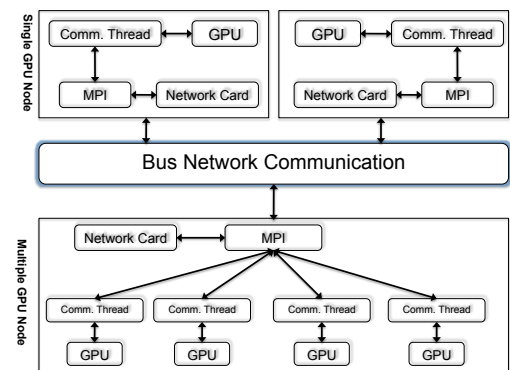 Single GPU Node
Comm. Thread
GPU
GPU
Comm. Thread
MPI
Network Card
Network Card
MPI
Bus Network Communication
Multiple GPU Node
Network Card
MPI
Comm. Thread
Comm. Thread
Comm. Thread
Comm. Thread
GPU
GPU
GPU
GPU